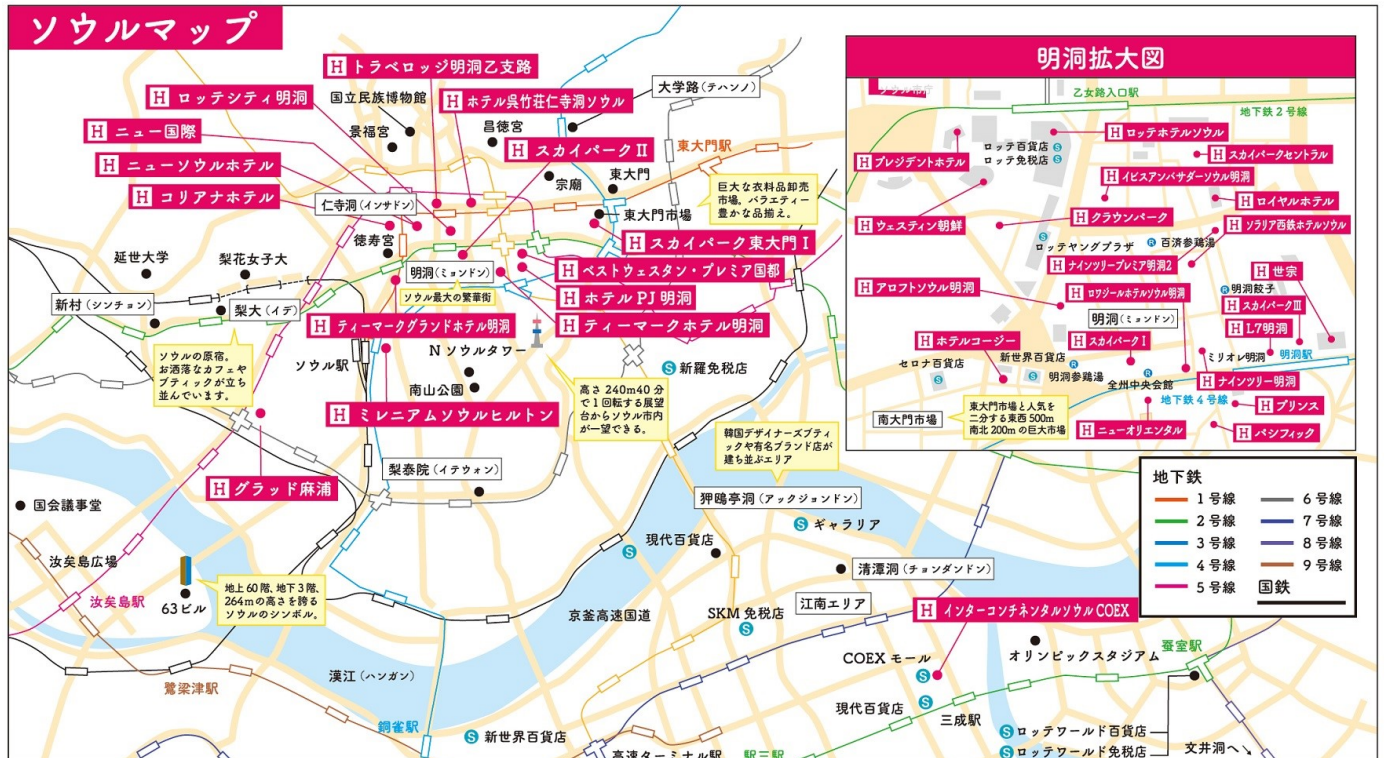 ソウルマップ
H トラベロッジ明洞乙支路
H ロッテシティ明洞
国立民族博物館
H ホテル呉竹荘仁寺洞ソウル
大学路(テハンノ)
H ニュー国際
景福宮
昌徳宮
H スカイパークⅡ
東大門駅
H ニューソウルホテル
宗廟
東大門
巨大な衣料品卸売
市場。バラエティー
豊かな品揃え。
H コリアナホテル
仁寺洞(インサドン)
東大門市場
徳寿宮
H スカイパーク東大門Ⅰ
延世大学
梨花女子大
明洞(ミョンドン)
H ベストウェスタン・プレミア国都
ソウル最大の繁華街
新村(シンチョン)
梨大(イデ)
H ホテルPJ明洞
H ティーマークグランドホテル明洞
H ティーマークホテル明洞
ソウルの原宿。
お洒落なカフェや
ブティックが立ち
並んでいます。
ソウル駅
Nソウルタワー
S 新羅免税店
南山公園
高さ240m40分
で1回転する展望
台からソウル市内
が一望できる。
H ミレニアムソウルヒルトン
韓国デザイナーズブティ
ックや有名ブランド店が
建ち並ぶエリア
H グラッド麻浦
梨泰院(イテウォン)
狎鴎亭洞(アックジョンドン)
国会議事堂
S ギャラリア
現代百貨店
S
汝矣島広場
清潭洞(チョンダンドン)
汝矣島駅
63ビル
地上60階、地下3階、
264mの高さを誇る
ソウルのシンボル。
京釜高速国道
SKM免税店
S
江南エリア
H インターコンチネンタルソウルCOEX
オリンピックスタジアム
蚕室駅
COEXモール
S
漢江(ハンガン)
鷺梁津駅
現代百貨店
S
三成駅
銅雀駅
S 新世界百貨店
S ロッテワールド百貨店
S ロッテワールド免税店
文井洞へ
高速ターミナル駅
駅三駅
明洞拡大図
ソウル市庁
乙女路入口駅
地下鉄2号線
H ロッテホテルソウル
ロッテ百貨店 S
ロッテ免税店 S
H プレジデントホテル
H スカイパークセントラル
H イビスアンバサダーソウル明洞
H ロイヤルホテル
H ウェスティン朝鮮
H クラウンパーク
H ソラリア西鉄ホテルソウル
S
ロッテヤングプラザ
R 百済参鶏湯
H ナインツリープレミア明洞2
H 世宗
H アロフトソウル明洞
H ロワジールホテルソウル明洞
R 明洞餃子
H スカイパークⅢ
明洞(ミョンドン)
H L7明洞
H ホテルコージー
H スカイパークⅠ
新世界百貨店
S
ミリオレ明洞
明洞駅
セロナ百貨店
S
R
明洞参鶏湯
R
全州中央会館
H ナインツリー明洞
南大門市場
東大門市場と人気を
二分する東西500m
南北200mの巨大市場
地下鉄4号線
H プリンス
H ニューオリエンタル
H パシフィック
地下鉄
1号線
2号線
3号線
4号線
5号線
6号線
7号線
8号線
9号線
国鉄